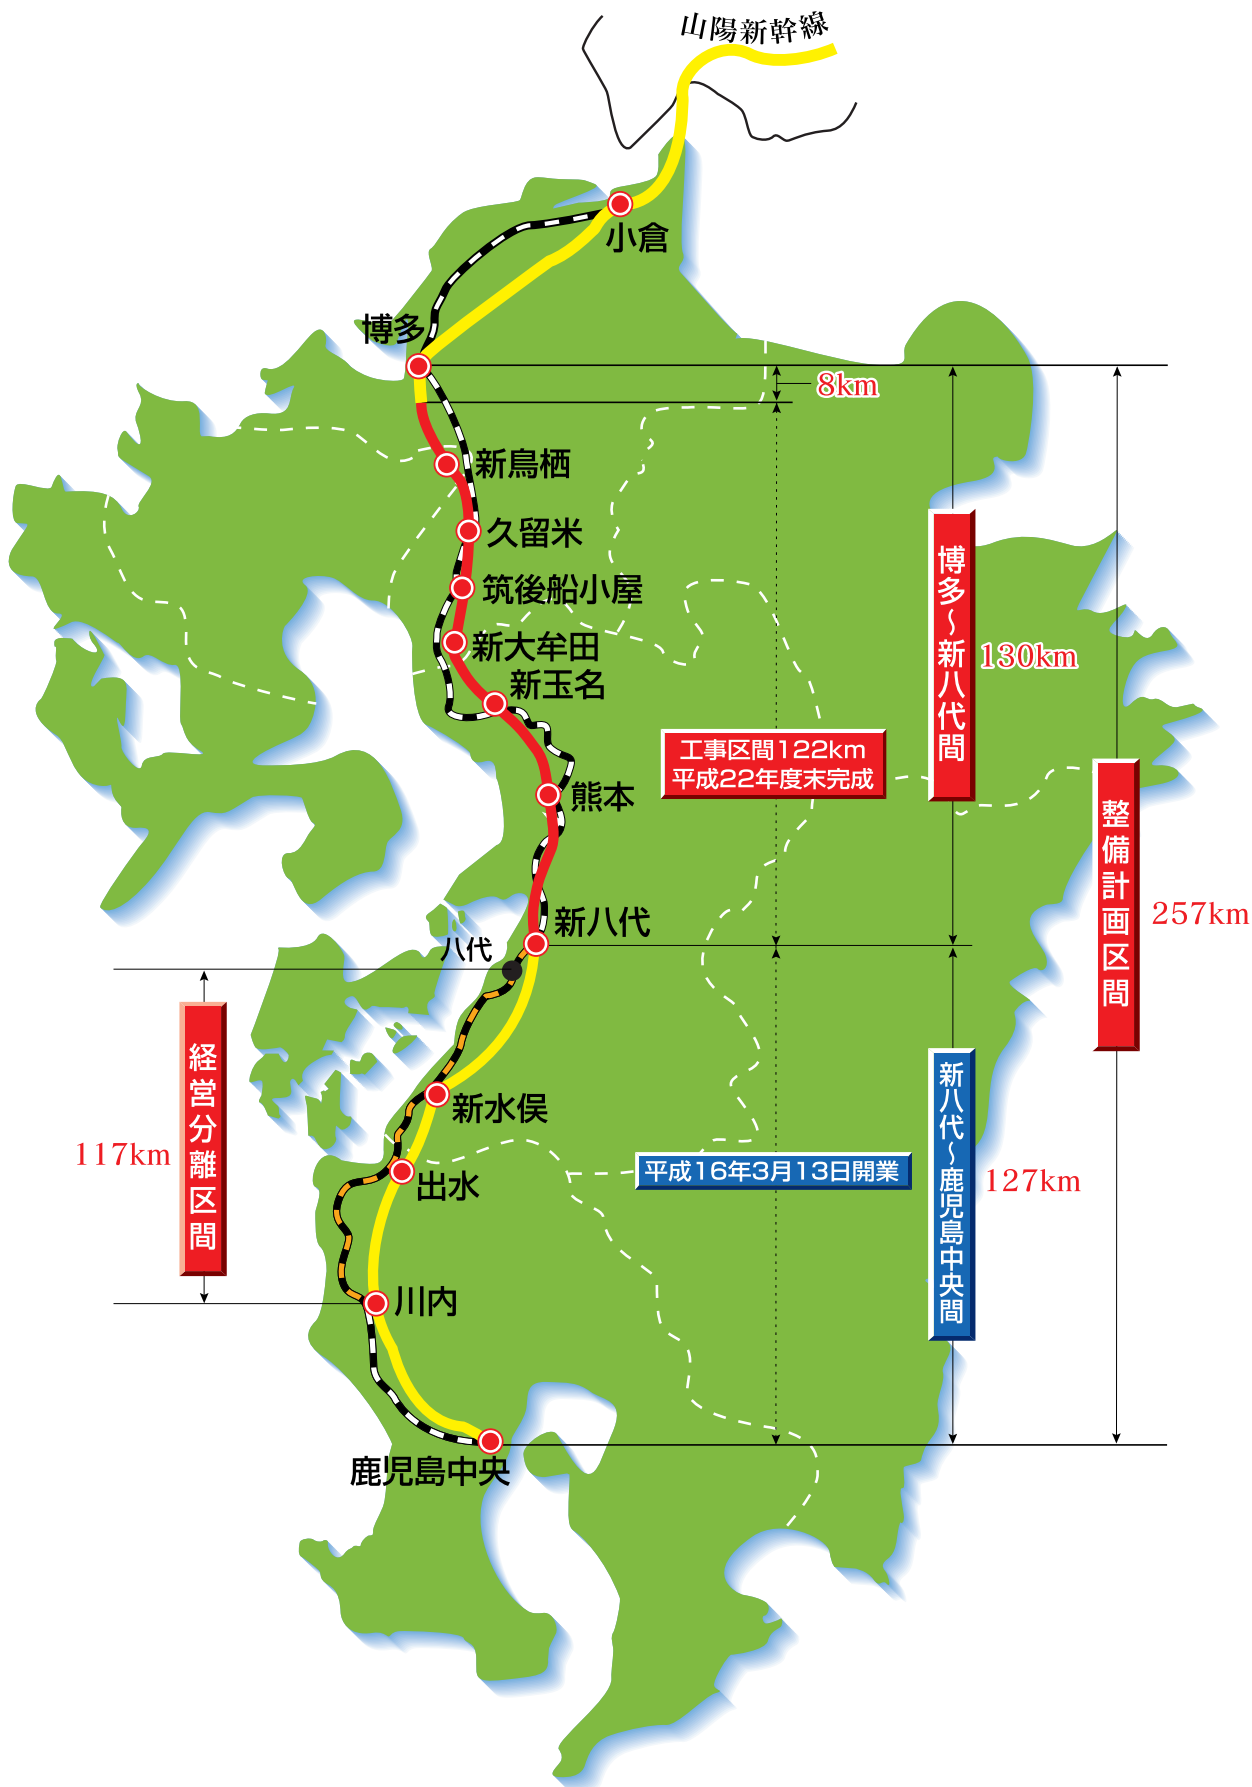 山陽新幹線
小倉
博多
8km
新鳥栖
久留米
筑後船小屋
新大牟田
新玉名
博多～新八代間
130km
工事区間122km
平成22年度末完成
熊本
整備計画区間
257km
新八代
八代
経営分離区間
117km
新水俣
出水
平成16年3月13日開業
新八代～鹿児島中央間
127km
川内
鹿児島中央